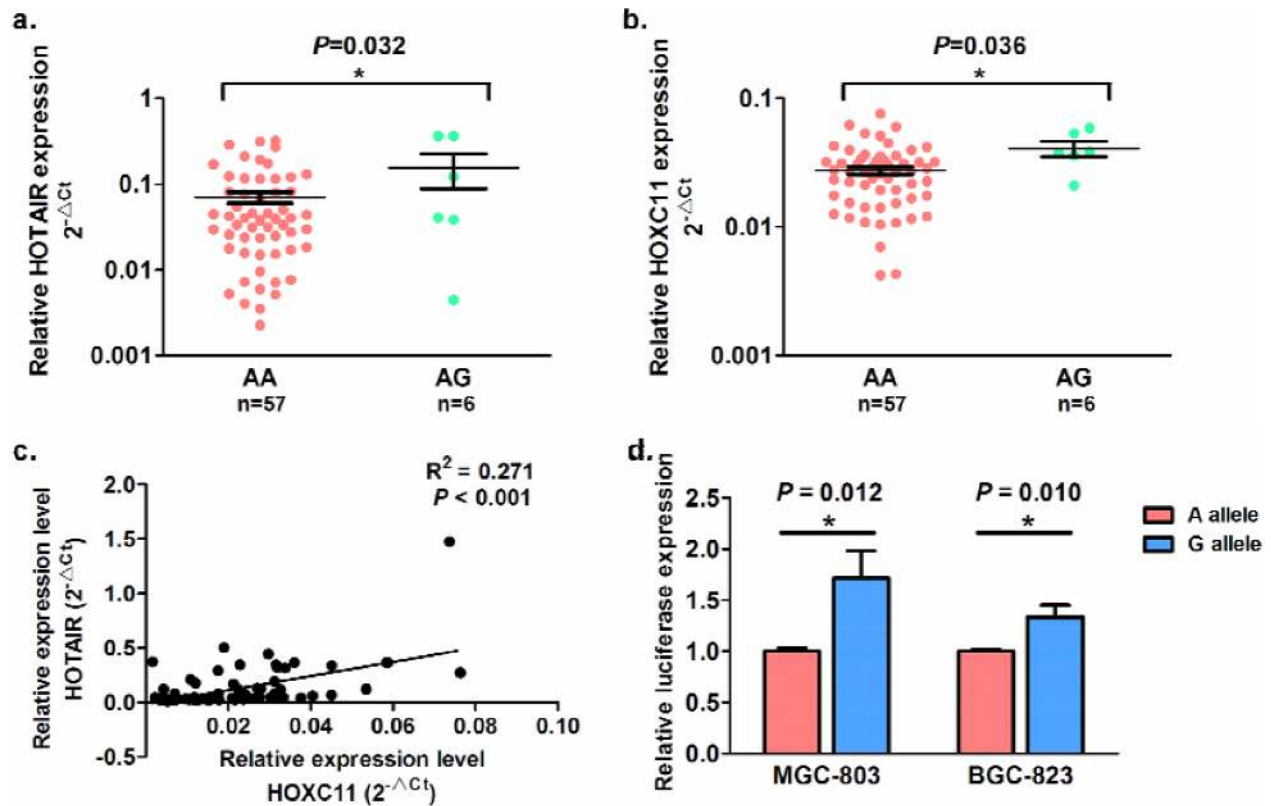 a.
P=0.032
*
Relative HOTAIR expression
2-△Ct
1
0.1
0.01
0.001
AA
AG
n=57
n=6
b.
P=0.036
*
Relative HOXC11 expression
2-△Ct
0.1
0.01
0.001
AA
AG
n=57
n=6
c.
R2 = 0.271
P < 0.001
Relative expression level
HOTAIR (2-△Ct)
2.0
1.5
1.0
0.5
0.0
-0.5
0.02
0.04
0.06
0.08
0.10
Relative expression level
HOXC11 (2-△Ct)
d.
P = 0.012
P = 0.010
*
*
Relative luciferase expression
2.5
2.0
1.5
1.0
0.5
0.0
MGC-803
BGC-823
A allele
G allele